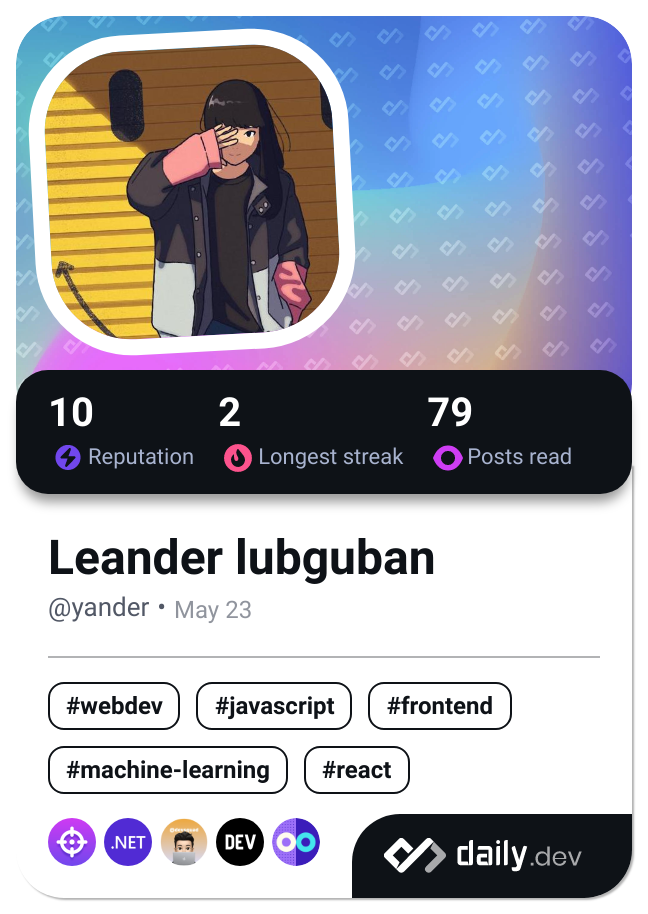 10 2 79
Reputation Longest streak Posts read
Leander lubguban
@yander • May 23
#webdev #javascript #frontend
#machine-learning #react
.NET DEV daily.dev